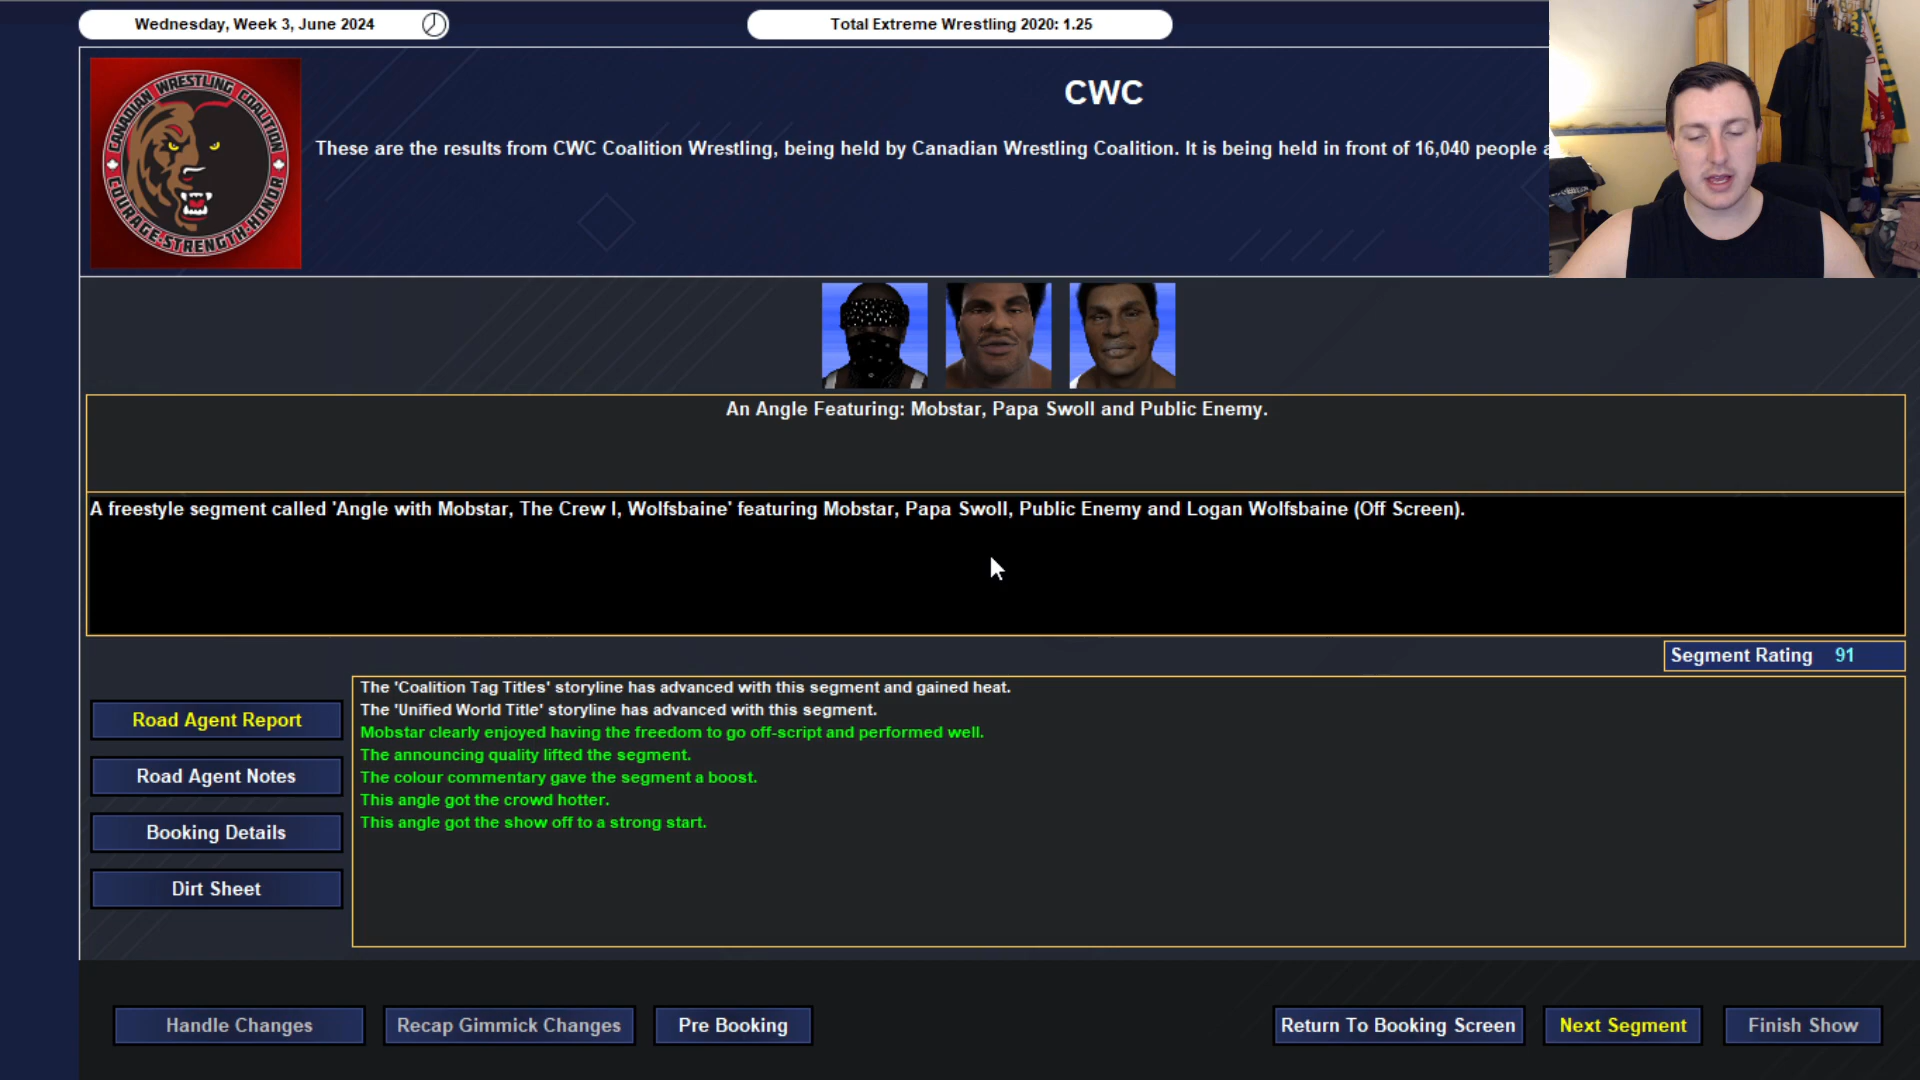 Wednesday, Week 3, June 2024
Total Extreme Wrestling 2020: 1.25
CANADIAN WRESTLING COALITION
COURAGE·STRENGTH·HONOR
CWC
These are the results from CWC Coalition Wrestling, being held by Canadian Wrestling Coalition. It is being held in front of 16,040 people
An Angle Featuring: Mobstar, Papa Swoll and Public Enemy.
A freestyle segment called 'Angle with Mobstar, The Crew I, Wolfsbaine' featuring Mobstar, Papa Swoll, Public Enemy and Logan Wolfsbaine (Off Screen).
Segment Rating 91
Road Agent Report
Road Agent Notes
Booking Details
Dirt Sheet
The 'Coalition Tag Titles' storyline has advanced with this segment and gained heat.
The 'Unified World Title' storyline has advanced with this segment.
Mobstar clearly enjoyed having the freedom to go off-script and performed well.
The announcing quality lifted the segment.
The colour commentary gave the segment a boost.
This angle got the crowd hotter.
This angle got the show off to a strong start.
Handle Changes
Recap Gimmick Changes
Pre Booking
Return To Booking Screen
Next Segment
Finish Show